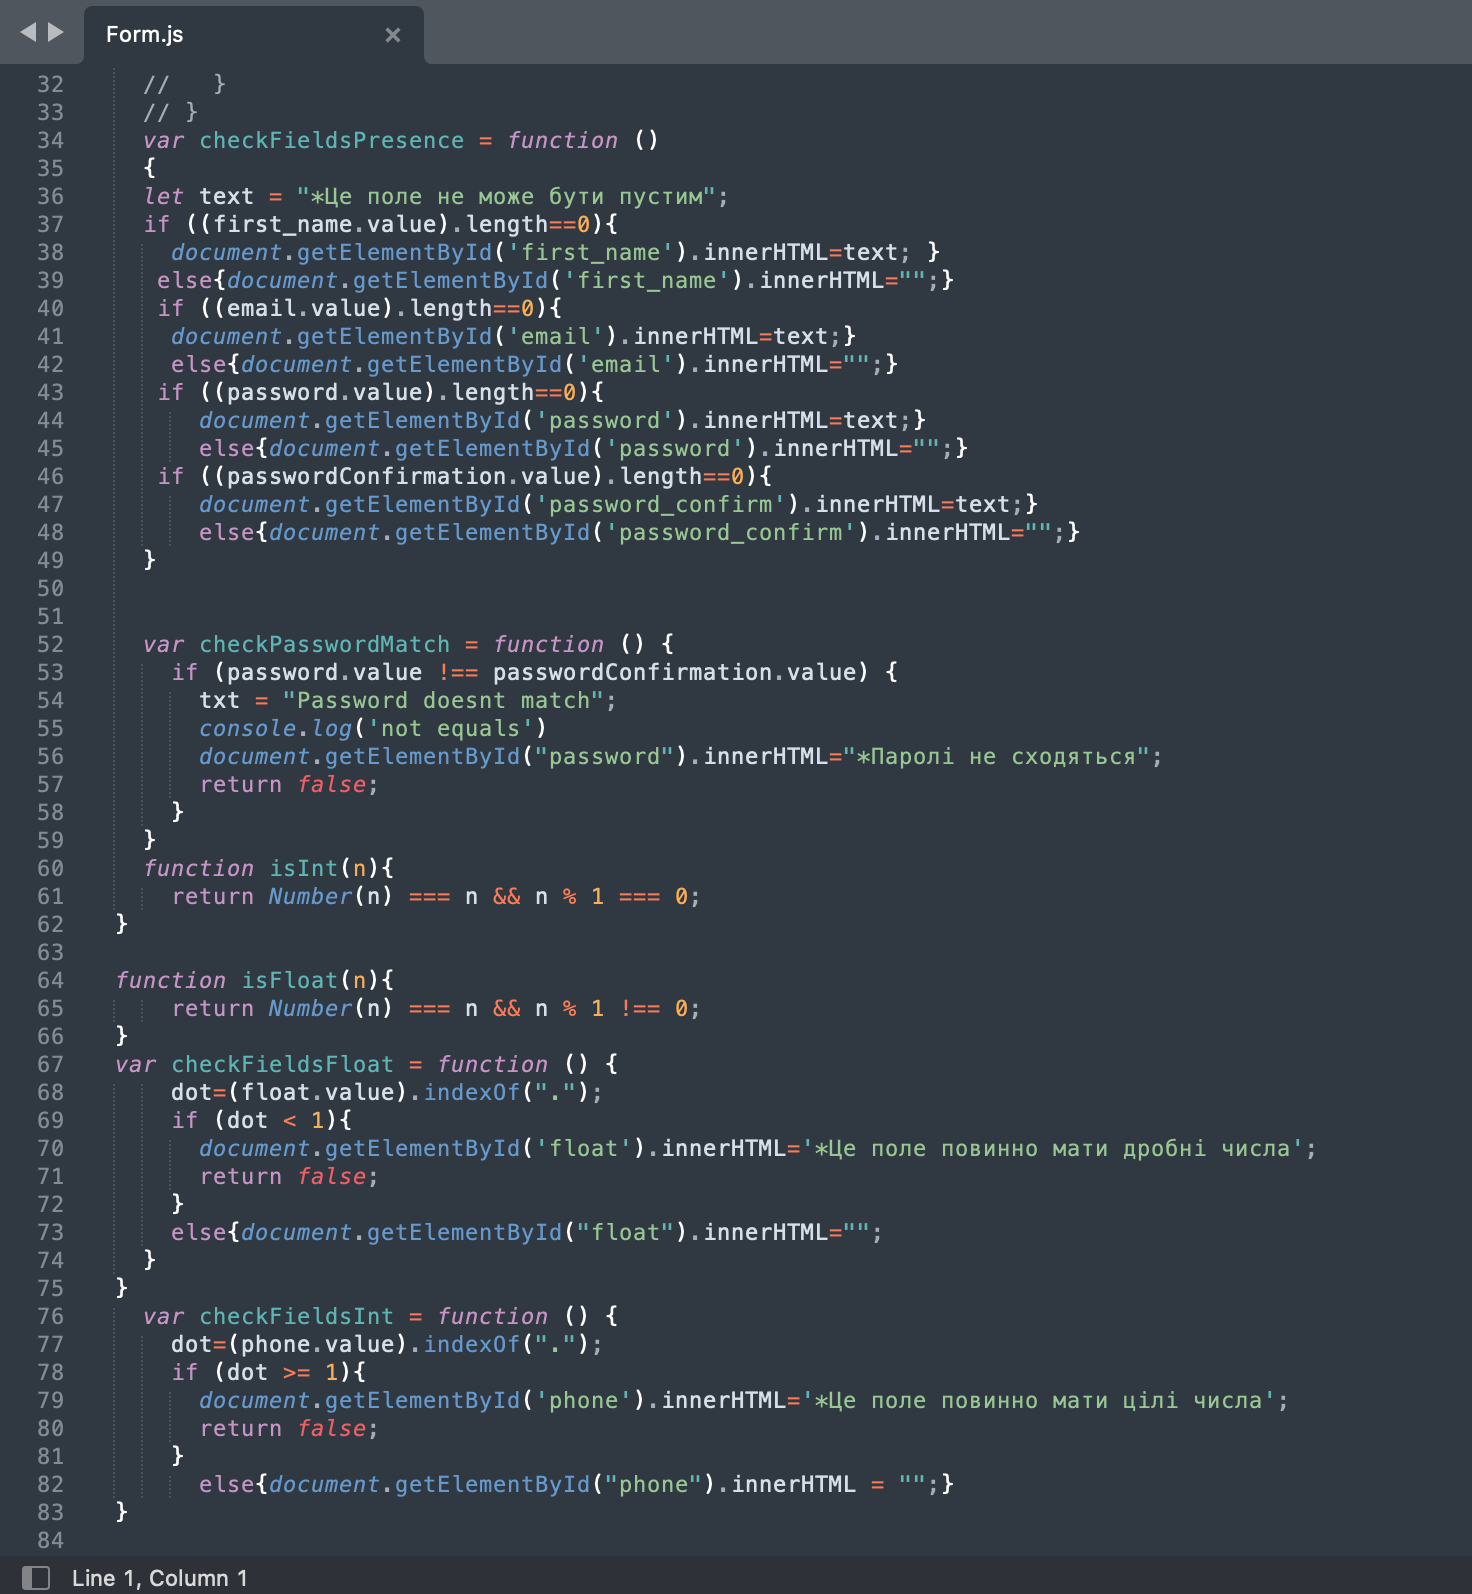 Form.js
32 //   }
33 // }
34 var checkFieldsPresence = function ()
35 {
36 let text = "*Це поле не може бути пустим";
37 if ((first_name.value).length==0){
38 document.getElementById('first_name').innerHTML=text; }
39 else{document.getElementById('first_name').innerHTML="";}
40 if ((email.value).length==0){
41 document.getElementById('email').innerHTML=text;}
42 else{document.getElementById('email').innerHTML="";}
43 if ((password.value).length==0){
44 document.getElementById('password').innerHTML=text;}
45 else{document.getElementById('password').innerHTML="";}
46 if ((passwordConfirmation.value).length==0){
47 document.getElementById('password_confirm').innerHTML=text;}
48 else{document.getElementById('password_confirm').innerHTML="";}
49 }
50
51
52 var checkPasswordMatch = function () {
53 if (password.value !== passwordConfirmation.value) {
54 txt = "Password doesnt match";
55 console.log('not equals')
56 document.getElementById("password").innerHTML="*Паролі не сходяться";
57 return false;
58 }
59 }
60 function isInt(n){
61 return Number(n) === n && n % 1 === 0;
62 }
63
64 function isFloat(n){
65 return Number(n) === n && n % 1 !== 0;
66 }
67 var checkFieldsFloat = function () {
68 dot=(float.value).indexOf(".");
69 if (dot < 1){
70 document.getElementById('float').innerHTML='*Це поле повинно мати дробні числа';
71 return false;
72 }
73 else{document.getElementById("float").innerHTML="";
74 }
75 }
76 var checkFieldsInt = function () {
77 dot=(phone.value).indexOf(".");
78 if (dot >= 1){
79 document.getElementById('phone').innerHTML='*Це поле повинно мати цілі числа';
80 return false;
81 }
82 else{document.getElementById("phone").innerHTML = "";}
83 }
84
Line 1, Column 1